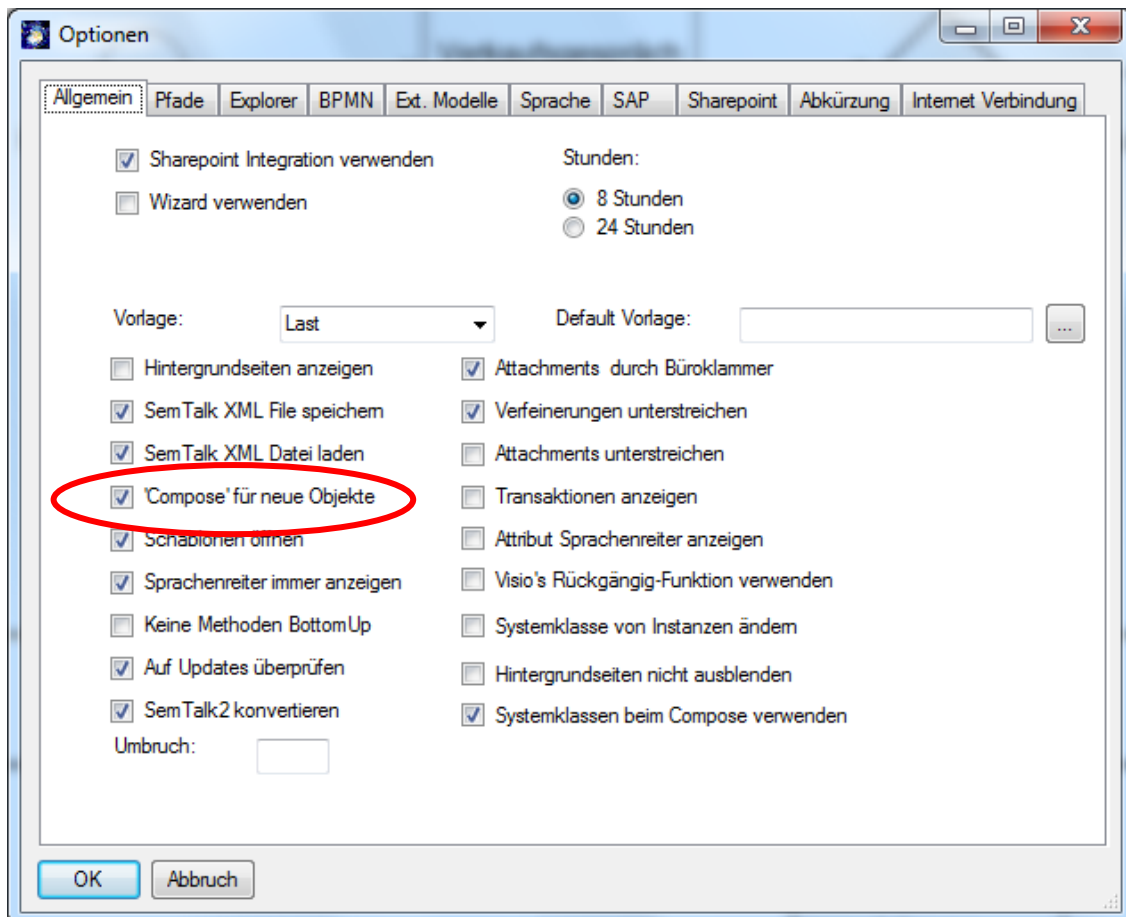 Optionen
Verkaufsgespräch
Allgemein Pfade Explorer BPMN Ext. Modelle Sprache SAP Sharepoint Abkürzung Internet Verbindung
Sharepoint Integration verwenden
Stunden:
Wizard verwenden
8 Stunden
24 Stunden
Vorlage:
Last
Default Vorlage:
...
Hintergrundseiten anzeigen
Attachments durch Büroklammer
SemTalk XML File speichern
Verfeinerungen unterstreichen
SemTalk XML Datei laden
Attachments unterstreichen
'Compose' für neue Objekte
Transaktionen anzeigen
Schablonen öffnen
Attribut Sprachenreiter anzeigen
Sprachenreiter immer anzeigen
Visio's Rückgängig-Funktion verwenden
Keine Methoden BottomUp
Systemklasse von Instanzen ändern
Auf Updates überprüfen
Hintergrundseiten nicht ausblenden
SemTalk2 konvertieren
Systemklassen beim Compose verwenden
Umbruch:
OK
Abbruch